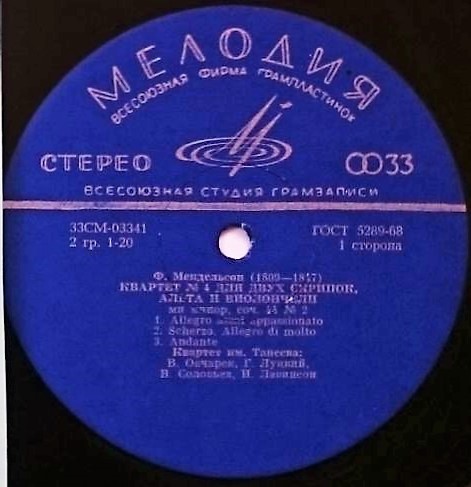 МЕЛОДИЯ
ВСЕСОЮЗНАЯ ФИРМА ГРАМПЛАСТИНОК
СТЕРЕО 33
ВСЕСОЮЗНАЯ СТУДИЯ ГРАМЗАПИСИ
33СМ-03341 ГОСТ 5289-68
2 гр. 1-20 1 сторона
Ф. Мендельсон (1809—1847)
КВАРТЕТ № 4 ДЛЯ ДВУХ СКРИПОК,
АЛЬТА И ВИОЛОНЧЕЛИ
ми минор, соч. 44 № 2
1. Allegro assai appassionato
2. Scherzo. Allegro di molto
3. Andante
Квартет им. Танеева:
В. Овчарек, Г. Луцкий,
В. Соловьев, И. Левинсон